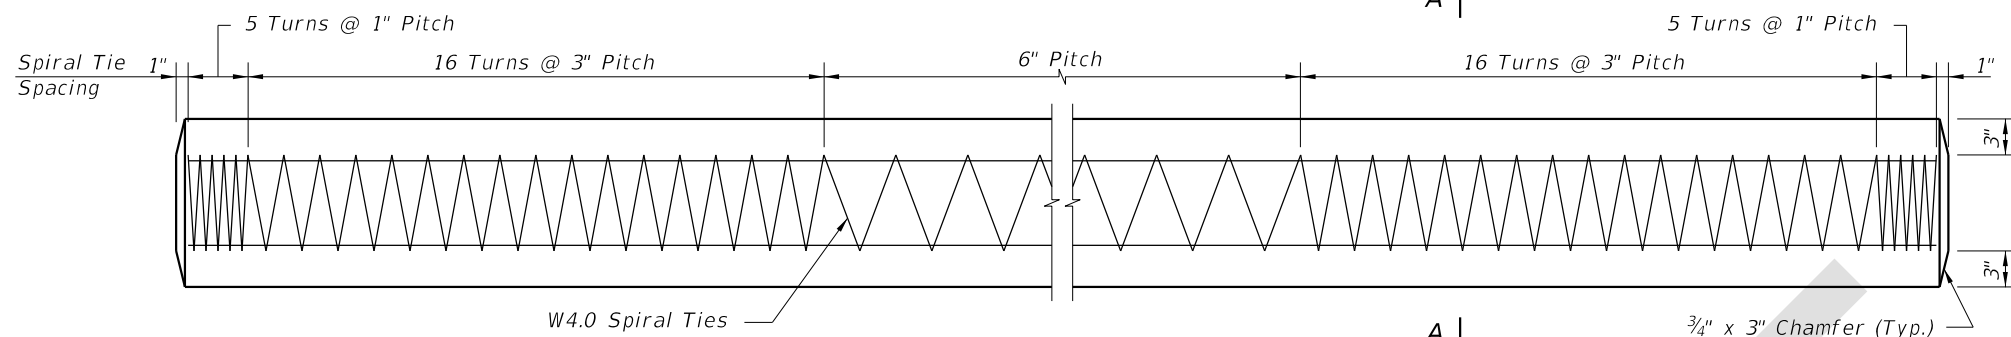 A
5 Turns @ 1" Pitch
5 Turns @ 1" Pitch
Spiral Tie
Spacing
1"
16 Turns @ 3" Pitch
6" Pitch
16 Turns @ 3" Pitch
1"
3"
3"
W4.0 Spiral Ties
A
¾" x 3" Chamfer (Typ.)